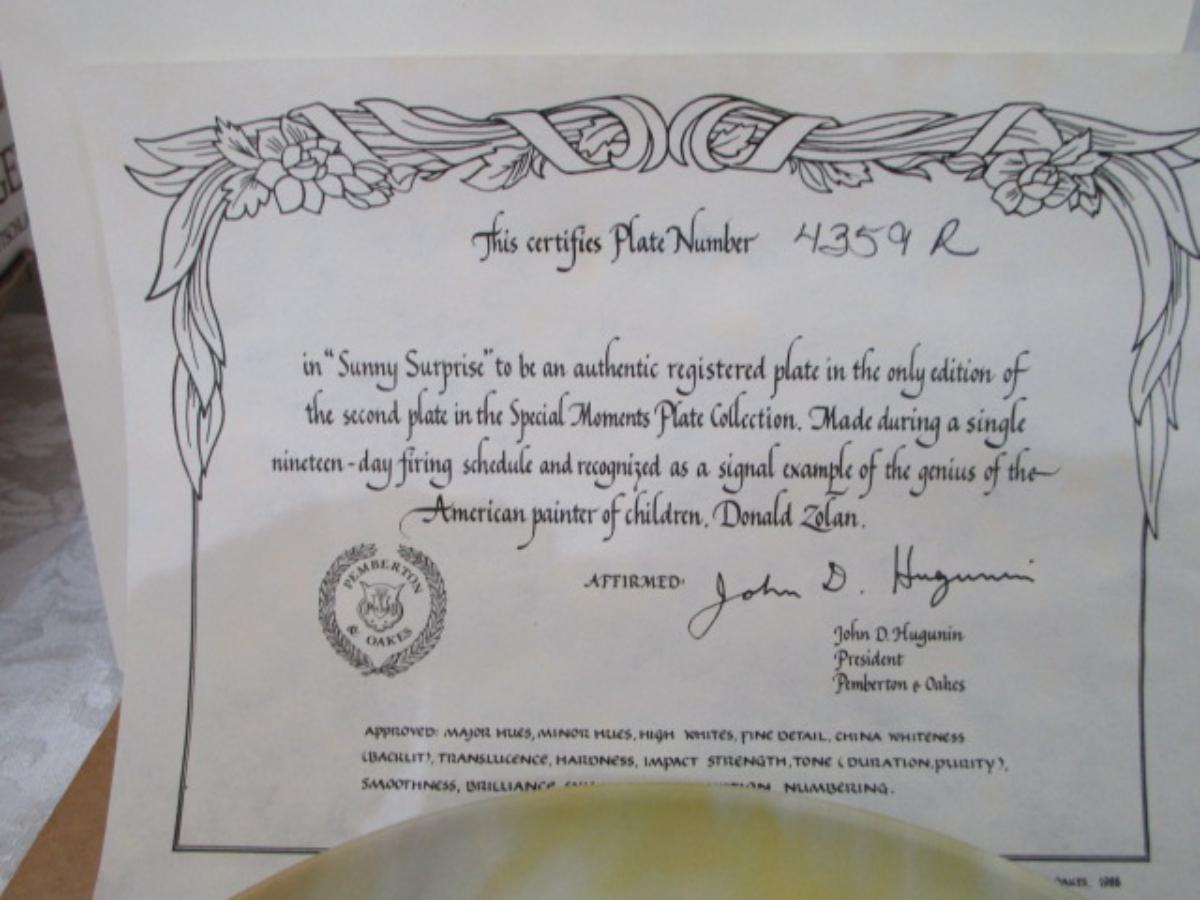 This certifies Plate Number 4359 R
in "Sunny Surprise" to be an authentic registered plate in the only edition of
the second plate in the Special Moments Plate Collection. Made during a single
nineteen-day firing schedule and recognized as a signal example of the genius of the
American painter of children, Donald Zolan.
PEMBERTON
& OAKES
AFFIRMED:
John D. Hugunin
John D. Hugunin
President
Pemberton & Oakes
APPROVED: MAJOR HUES, MINOR HUES, HIGH WHITES, FINE DETAIL, CHINA WHITENESS
(BACKLIT), TRANSLUCENCE, HARDNESS, IMPACT STRENGTH, TONE (DURATION, PURITY),
SMOOTHNESS, BRILLIANCE NUMBERING.
OAKES, 1988